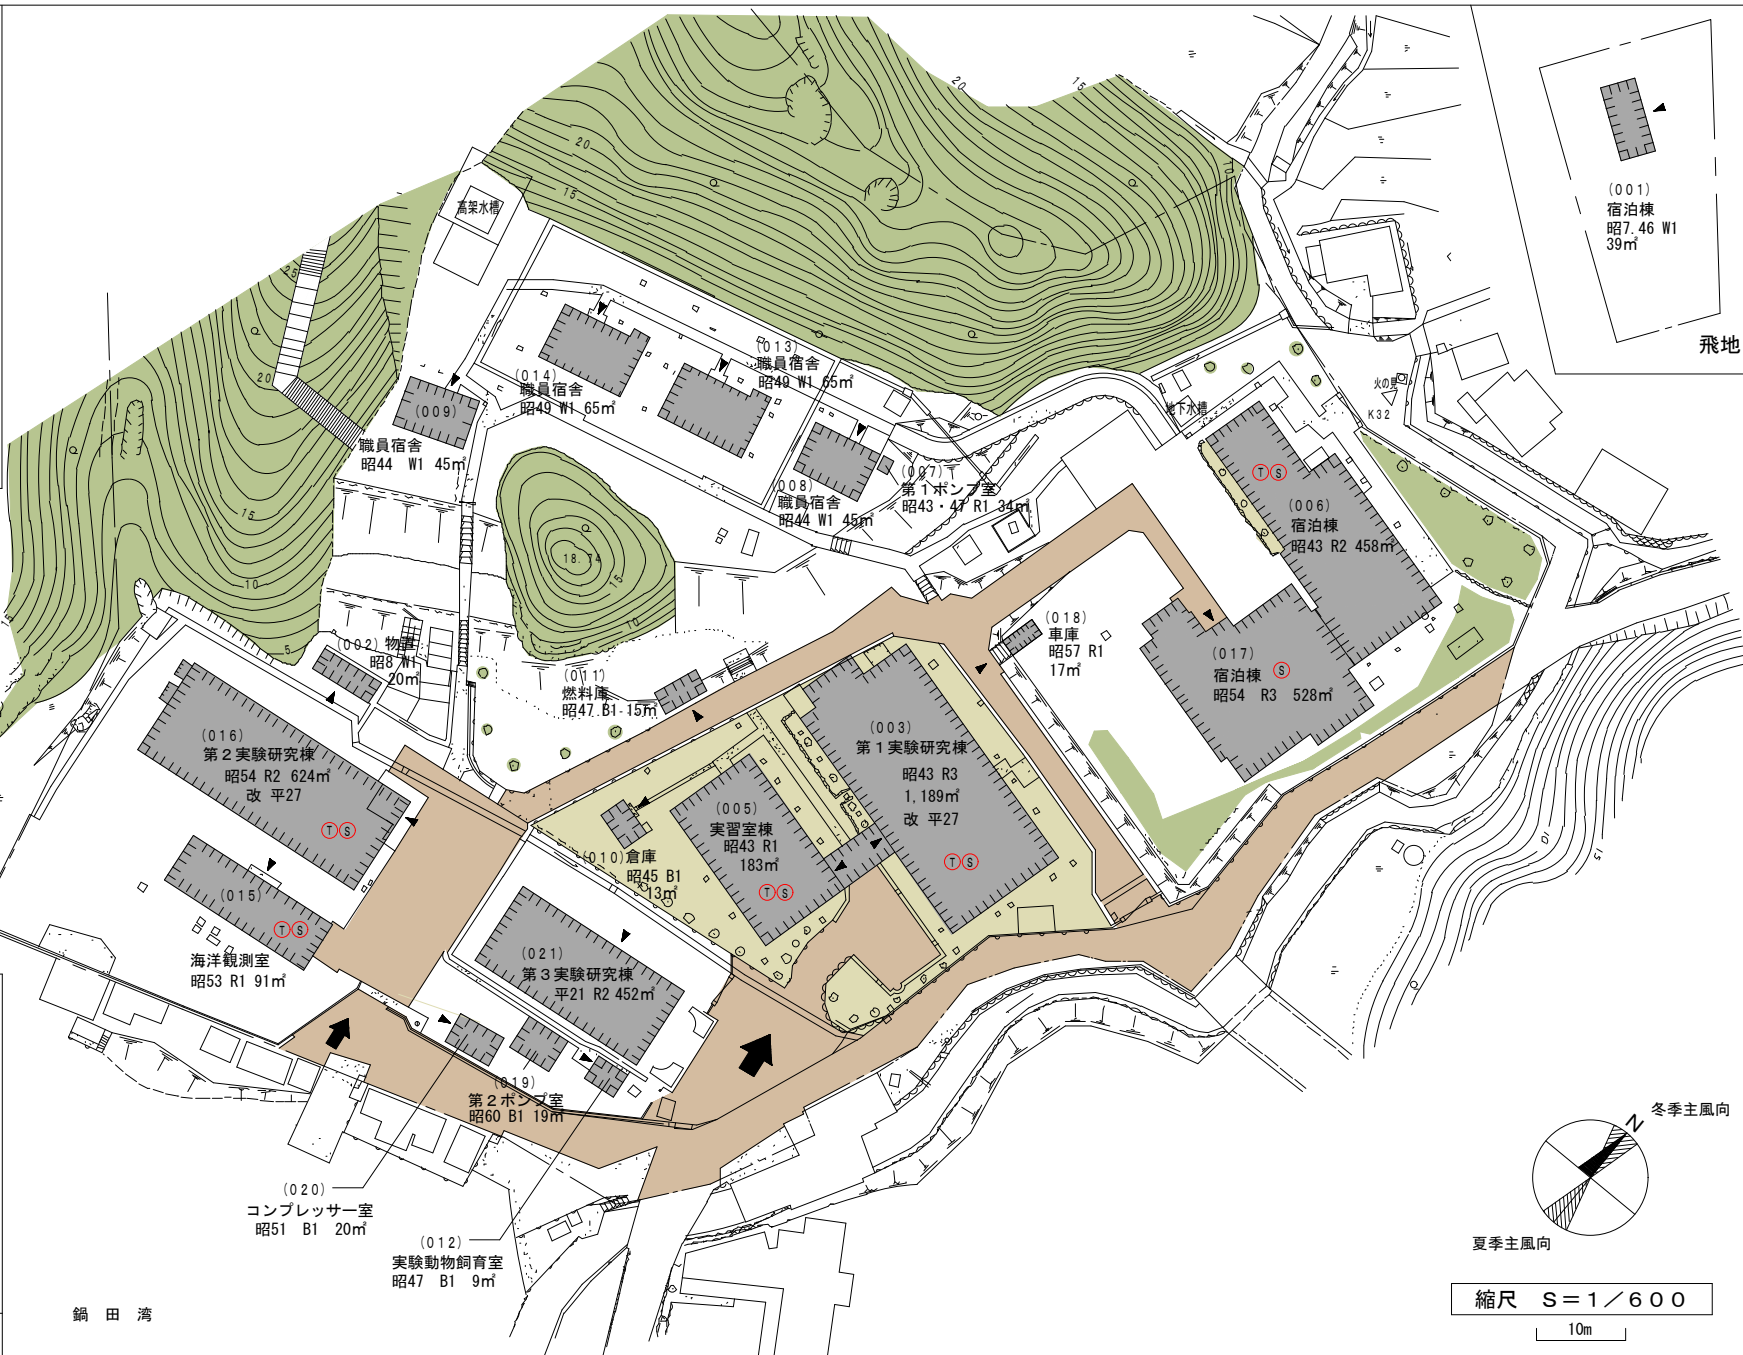 20
15
(001)
宿泊棟
昭7.46 W1
39㎡
飛地
20
15
高架水槽
25
20
15
10
5
(013)
職員宿舎
昭49 W1 65㎡
(014)
職員宿舎
昭49 W1 65㎡
(009)
職員宿舎
昭44 W1 45㎡
(008)
職員宿舎
昭44 W1 45㎡
(007)
第1ポンプ室
昭43・47 R1 34㎡
地下水槽
火の見
K32
(006)
宿泊棟
昭43 R2 458㎡
T S
18.74
15
10
(002) 物置
昭8 W1
20㎡
(011)
燃料庫
昭47 B1 15㎡
(018)
車庫
昭57 R1
17㎡
(017)
宿泊棟
昭54 R3 528㎡
S
(016)
第2実験研究棟
昭54 R2 624㎡
改 平27
T S
(003)
第1実験研究棟
昭43 R3
1,189㎡
改 平27
T S
(005)
実習室棟
昭43 R1
183㎡
T S
(010) 倉庫
昭45 B1
13㎡
(015)
T S
海洋観測室
昭53 R1 91㎡
(021)
第3実験研究棟
平21 R2 452㎡
10
15
(019)
第2ポンプ室
昭60 B1 19㎡
(020)
コンプレッサー室
昭51 B1 20㎡
(012)
実験動物飼育室
昭47 B1 9㎡
鍋田湾
N
冬季主風向
夏季主風向
縮尺 S=1/600
10m